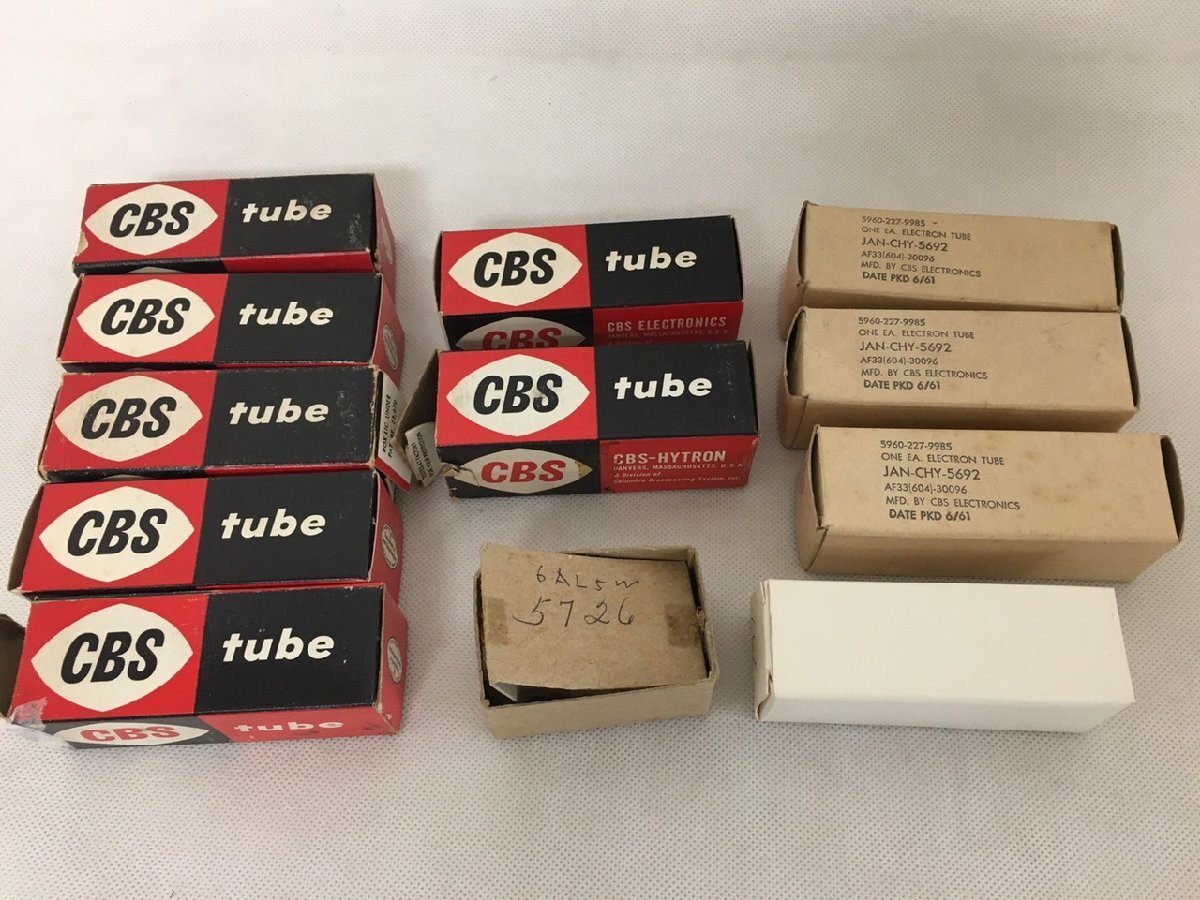 CBS tube
CBS tube
CBS tube
CBS tube
CBS tube
CBS tube
CBS tube
CBS CBS ELECTRONICS
DANVERS, MASSACHUSETTS, U.S.A.
CBS tube
CBS CBS-HYTRON
DANVERS, MASSACHUSETTS, U.S.A.
A Division of
Columbia Broadcasting System Inc.
6AL5W
5726
5960-227-9985
ONE EA. ELECTRON TUBE
JAN-CHY-5692
AF33(604)-30096
MFD. BY CBS ELECTRONICS
DATE PKD 6/61
5960-227-9985
ONE EA. ELECTRON TUBE
JAN-CHY-5692
AF33(604)-30096
MFD. BY CBS ELECTRONICS
DATE PKD 6/61
5960-227-9985
ONE EA. ELECTRON TUBE
JAN-CHY-5692
AF33(604)-30096
MFD. BY CBS ELECTRONICS
DATE PKD 6/61